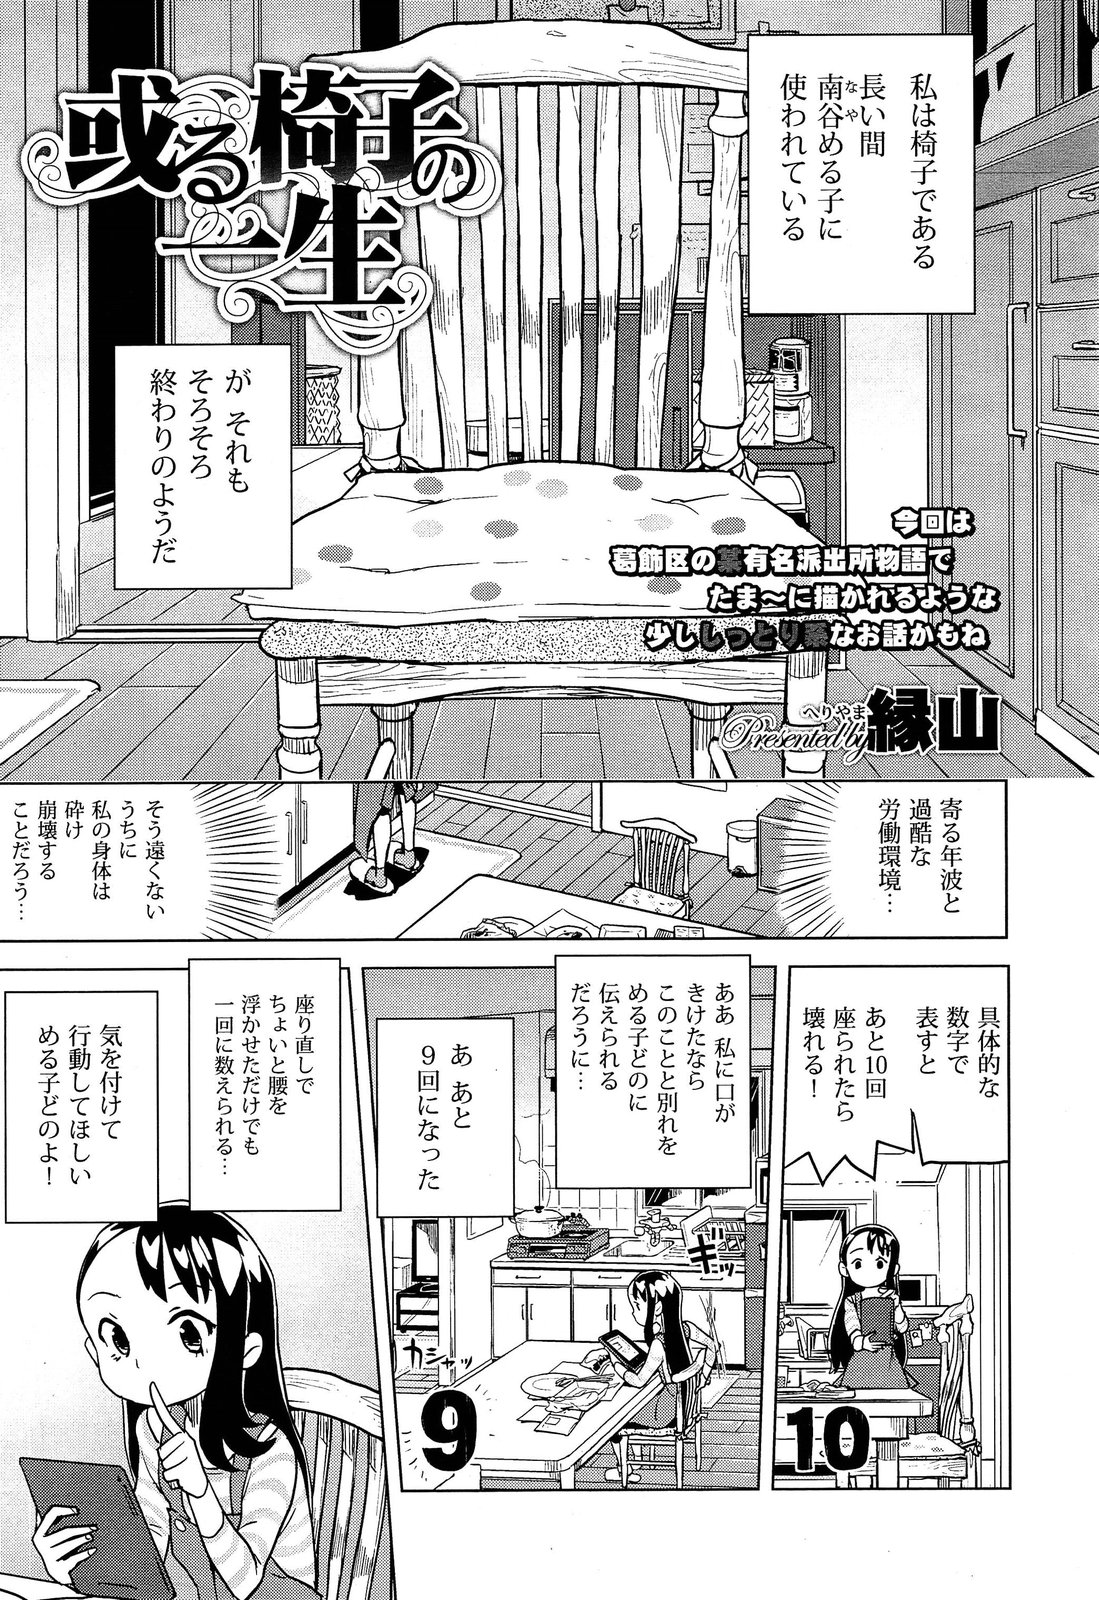 或る椅子の
一生
私は椅子である
長い間
南谷める子に
なや
使われている
が それも
そろそろ
終わりのようだ
今回は
葛飾区の某有名派出所物語で
たま〜に描かれるような
少ししっとり系なお話かもね
Presented by
へりやま
縁山
寄る年波と
過酷な
労働環境…
そう遠くない
うちに
私の身体は
砕け
崩壊する
ことだろう…
具体的な
数字で
表すと
あと10回
座られたら
壊れる！
10
ああ 私に口が
きけたなら
このことと別れを
める子どのに
伝えられる
だろうに…
あ あと
9回になった
ギッ
カシャッ
9
座り直しで
ちょいと腰を
浮かせただけでも
一回に数えられる…
気を付けて
行動してほしい
める子どのよ！